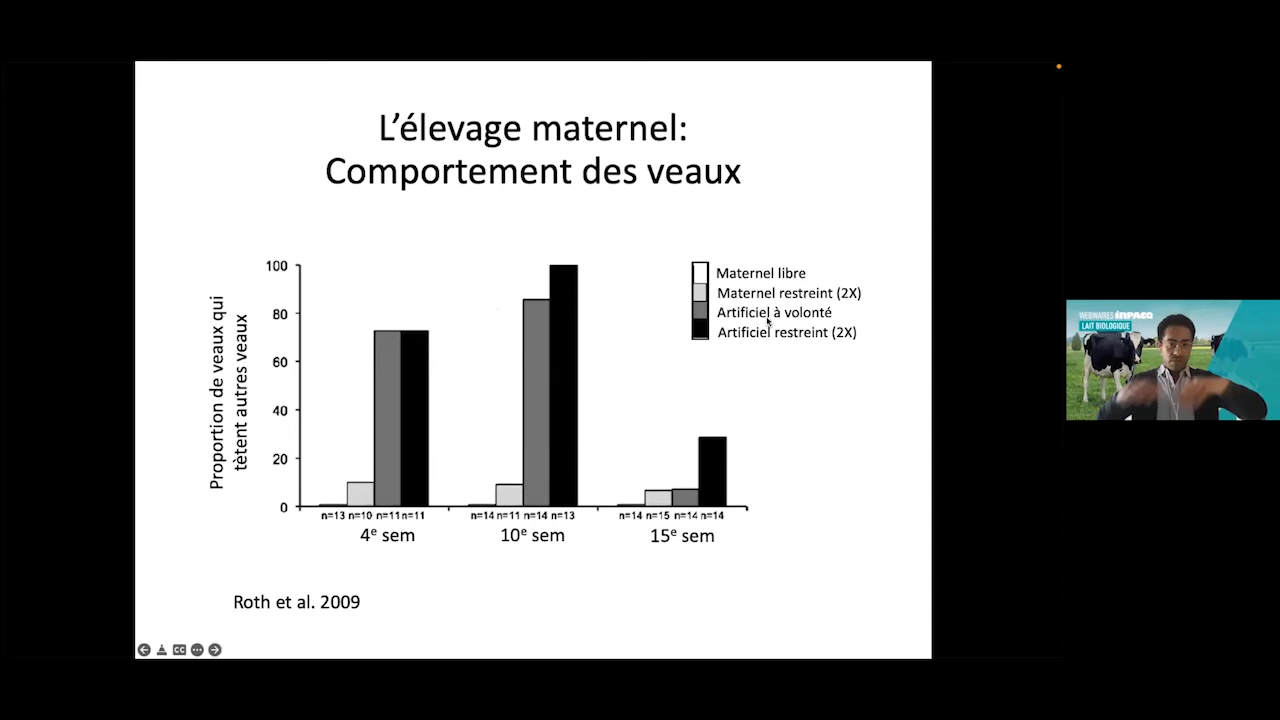 L'élevage maternel:
Comportement des veaux
Proportion de veaux qui
tètent autres veaux
100
80
60
40
20
0
Maternel libre
Maternel restreint (2X)
Artificiel à volonté
Artificiel restreint (2X)
n=13 n=10 n=11 n=11
n=14 n=11 n=14 n=13
n=14 n=15 n=14 n=14
4e sem
10e sem
15e sem
Roth et al. 2009
CC
WEBINAIRES INPACQ
LAIT BIOLOGIQUE